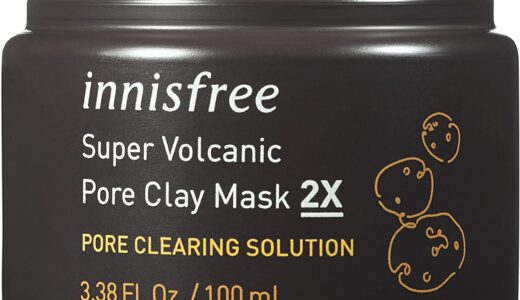 innisfree
Super Volcanic
Pore Clay Mask 2X
PORE CLEARING SOLUTION
3.38 Fl. Oz. / 100 ml